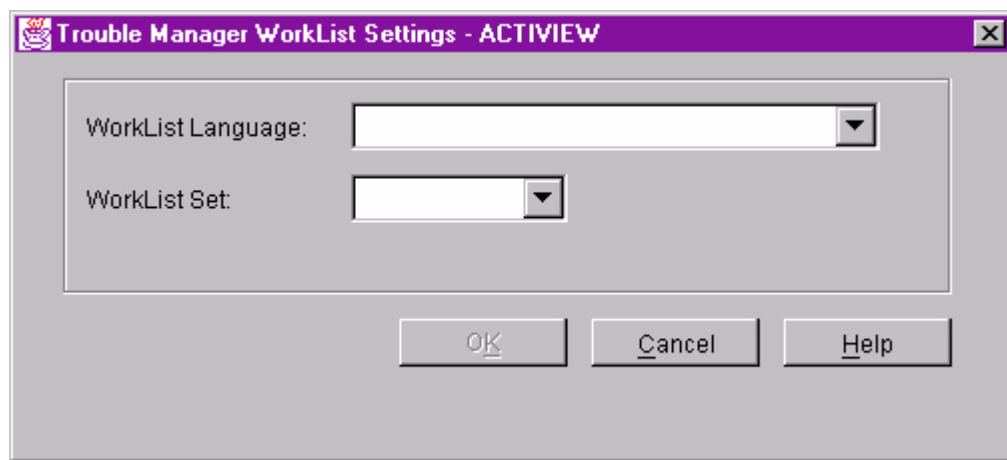 Trouble Manager WorkList Settings - ACTIVIEW
WorkList Language:
WorkList Set:
OK Cancel Help